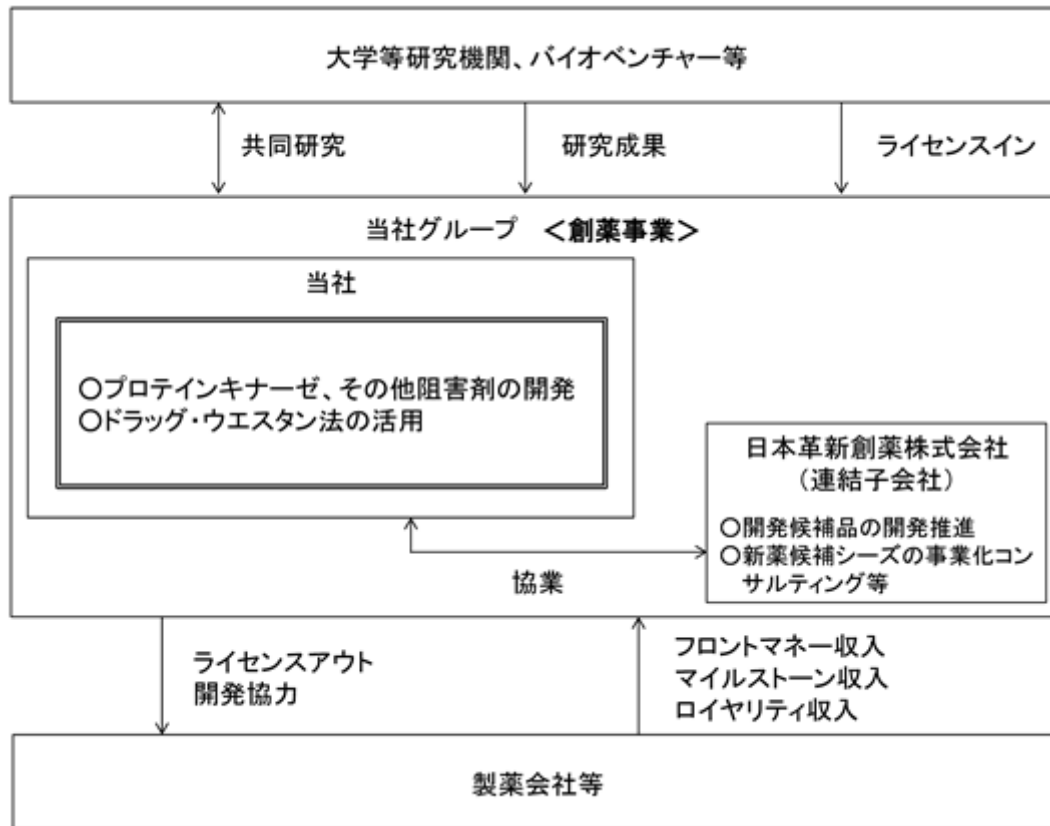 大学等研究機関、バイオベンチャー等
共同研究
研究成果
ライセンスイン
当社グループ ＜創薬事業＞
当社
○プロテインキナーゼ、その他阻害剤の開発
○ドラッグ・ウエスタン法の活用
日本革新創薬株式会社
（連結子会社）
○開発候補品の開発推進
○新薬候補シーズの事業化コン
サルティング等
協業
ライセンスアウト
開発協力
フロントマネー収入
マイルストーン収入
ロイヤリティ収入
製薬会社等